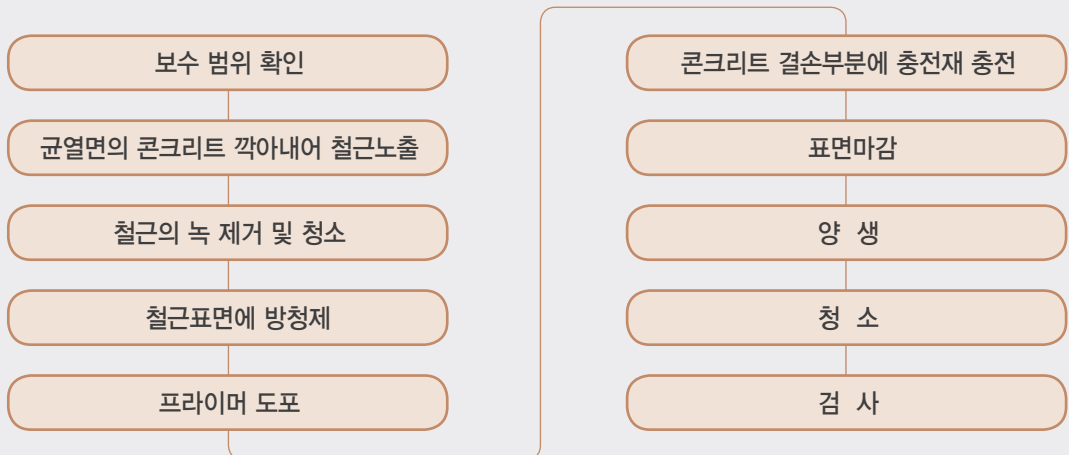 보수 범위 확인
균열면의 콘크리트 깍아내어 철근노출
철근의 녹 제거 및 청소
철근표면에 방청제
프라이머 도포
콘크리트 결손부분에 충전재 충전
표면마감
양 생
청 소
검 사